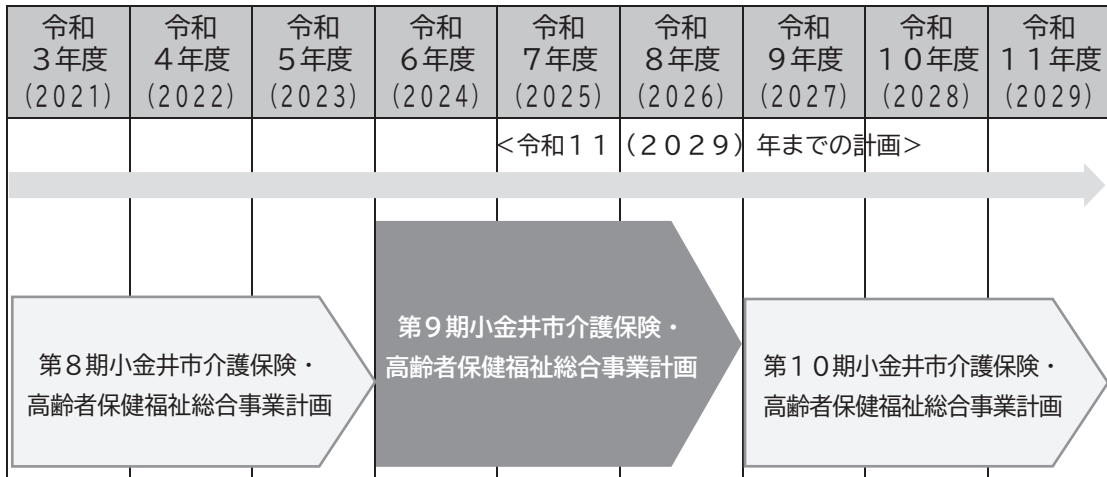 令和
３年度
(2021)
令和
４年度
(2022)
令和
５年度
(2023)
令和
６年度
(2024)
令和
７年度
(2025)
令和
８年度
(2026)
令和
９年度
(2027)
令和
１０年度
(2028)
令和
１１年度
(2029)
<令和１１（２０２９）年までの計画>
第８期小金井市介護保険・
高齢者保健福祉総合事業計画
第９期小金井市介護保険・
高齢者保健福祉総合事業計画
第１０期小金井市介護保険・
高齢者保健福祉総合事業計画